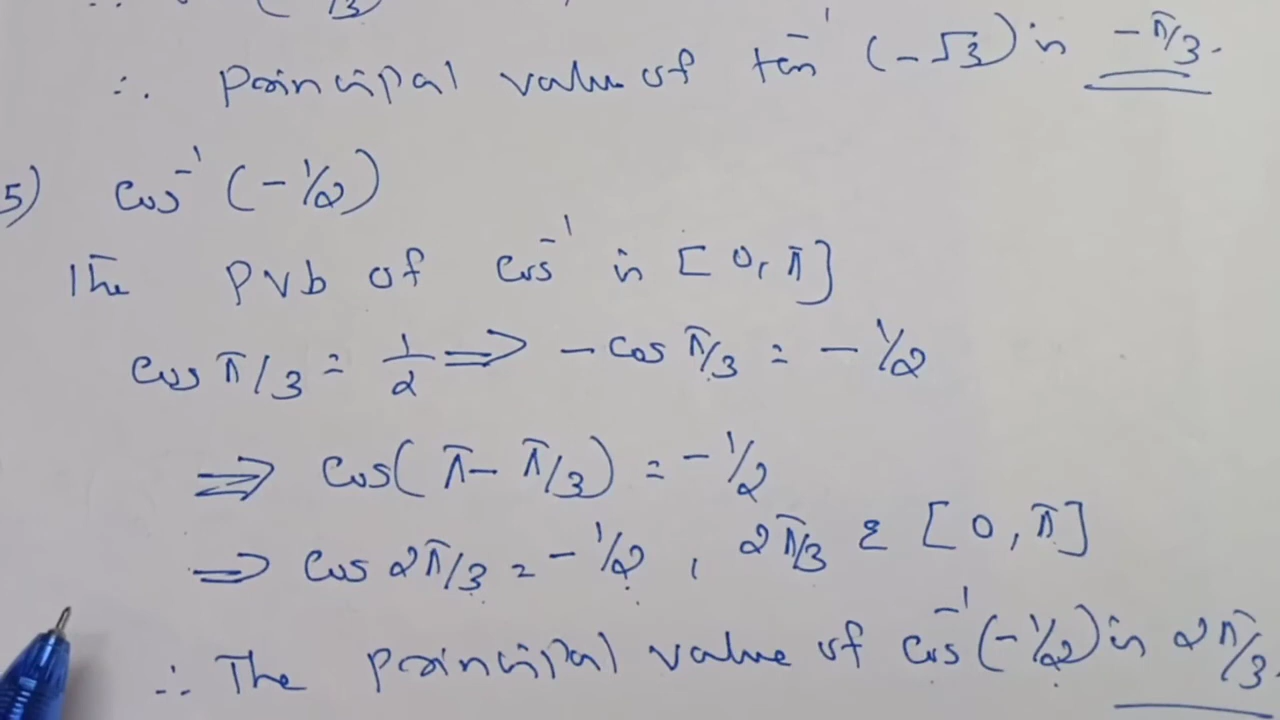 ∴ Principal value of tan⁻¹ (-√3) is -π/3.
5) cos⁻¹ (-1/2)
The pvb of cos⁻¹ is [0, π]
cos π/3 = 1/2 ⇒ -cos π/3 = -1/2
⇒ cos(π - π/3) = -1/2
⇒ cos 2π/3 = -1/2, 2π/3 ε [0, π]
∴ The principal value of cos⁻¹(-1/2) is 2π/3.